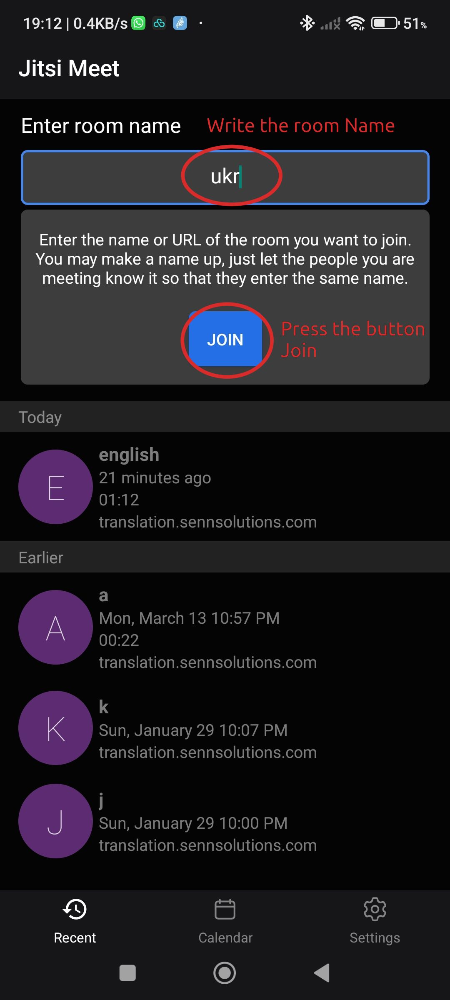 19:12 | 0.4KB/s
51%
Jitsi Meet
Enter room name
Write the room Name
ukr
Enter the name or URL of the room you want to join.
You may make a name up, just let the people you are
meeting know it so that they enter the same name.
JOIN
Press the button
Join
Today
E
english
21 minutes ago
01:12
translation.sennsolutions.com
Earlier
A
a
Mon, March 13 10:57 PM
00:22
translation.sennsolutions.com
K
k
Sun, January 29 10:07 PM
translation.sennsolutions.com
J
j
Sun, January 29 10:00 PM
translation.sennsolutions.com
Recent
Calendar
Settings